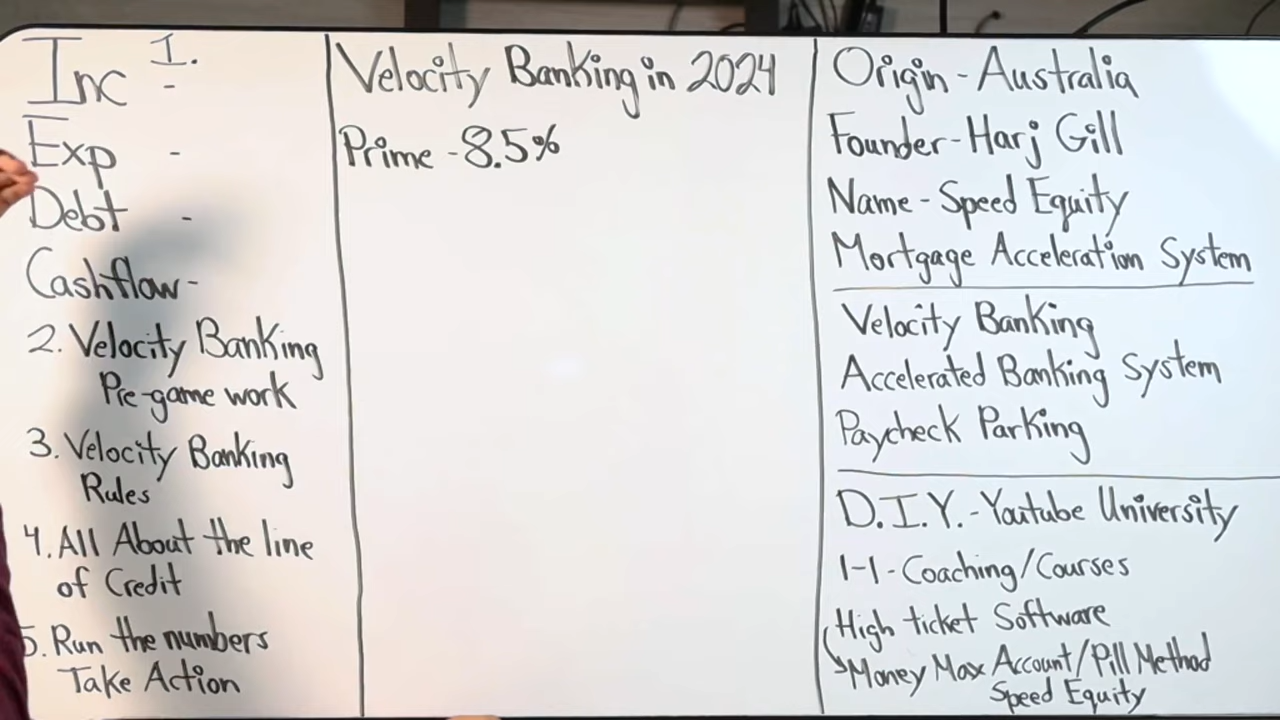 1.
Inc -
Exp -
Debt -
Cashflow -
2. Velocity Banking
Pre-game work
3. Velocity Banking
Rules
4. All About the line
of Credit
5. Run the numbers
Take Action
Velocity Banking in 2024
Prime - 8.5%
Origin - Australia
Founder - Harj Gill
Name - Speed Equity
Mortgage Acceleration System
Velocity Banking
Accelerated Banking System
Paycheck Parking
D.I.Y. - Youtube University
1-1 - Coaching/Courses
High ticket Software
Money Max Account/Pill Method
Speed Equity